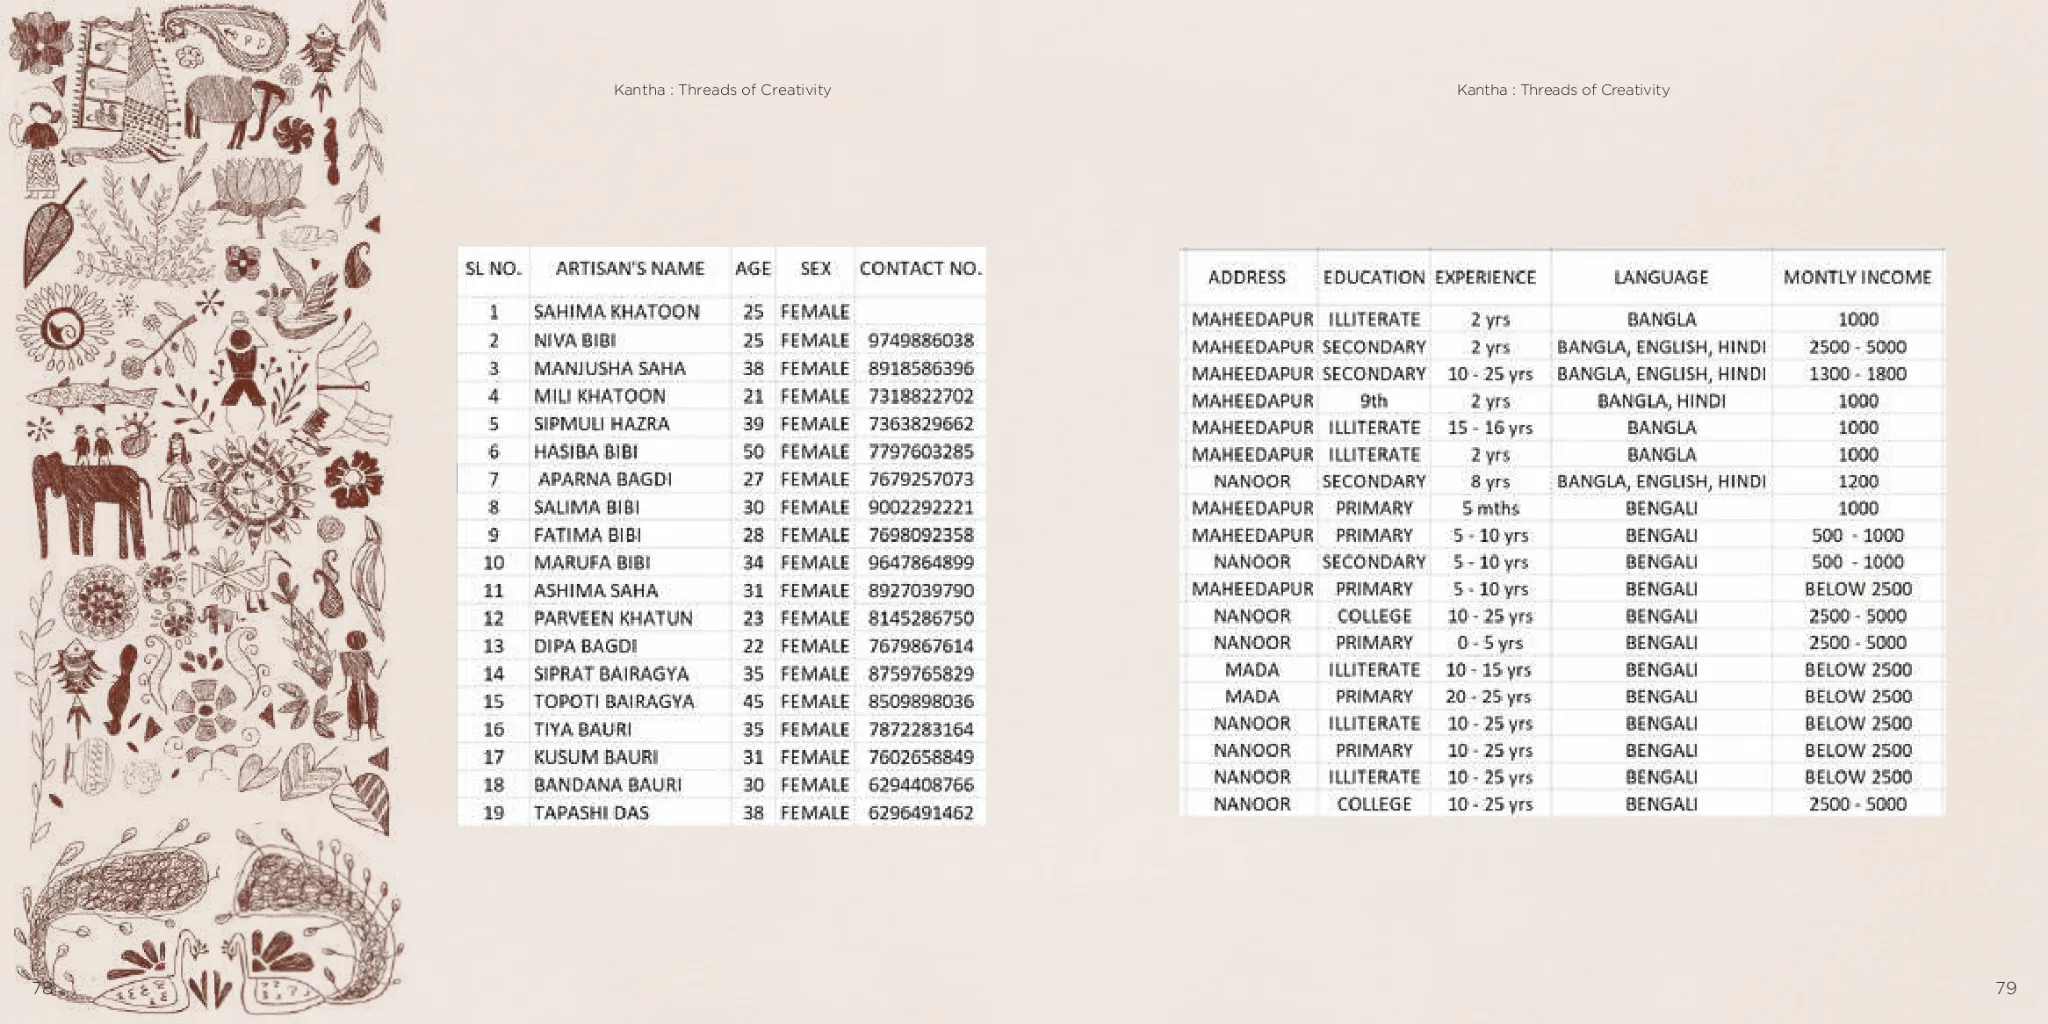 Kantha : Threads of Creativity
SL NO. ARTISAN'S NAME AGE SEX CONTACT NO.
1 SAHIMA KHATOON 25 FEMALE
2 NIVA BIBI 25 FEMALE 9749886038
3 MANJUSHA SAHA 38 FEMALE 8918586396
4 MILI KHATOON 21 FEMALE 7318822702
5 SIPMULI HAZRA 39 FEMALE 7363829662
6 HASIBA BIBI 50 FEMALE 7797603285
7 APARNA BAGDI 27 FEMALE 7679257073
8 SALIMA BIBI 30 FEMALE 9002292221
9 FATIMA BIBI 28 FEMALE 7698092358
10 MARUFA BIBI 34 FEMALE 9647864899
11 ASHIMA SAHA 31 FEMALE 8927039790
12 PARVEEN KHATUN 23 FEMALE 8145286750
13 DIPA BAGDI 22 FEMALE 7679867614
14 SIPRAT BAIRAGYA 35 FEMALE 8759765829
15 TOPOTI BAIRAGYA 45 FEMALE 8509898036
16 TIYA BAURI 35 FEMALE 7872283164
17 KUSUM BAURI 31 FEMALE 7602658849
18 BANDANA BAURI 30 FEMALE 6294408766
19 TAPASHI DAS 38 FEMALE 6296491462
78
Kantha : Threads of Creativity
ADDRESS EDUCATION EXPERIENCE LANGUAGE MONTLY INCOME
MAHEEDAPUR ILLITERATE 2 yrs BANGLA 1000
MAHEEDAPUR SECONDARY 2 yrs BANGLA, ENGLISH, HINDI 2500 - 5000
MAHEEDAPUR SECONDARY 10 - 25 yrs BANGLA, ENGLISH, HINDI 1300 - 1800
MAHEEDAPUR 9th 2 yrs BANGLA, HINDI 1000
MAHEEDAPUR ILLITERATE 15 - 16 yrs BANGLA 1000
MAHEEDAPUR ILLITERATE 2 yrs BANGLA 1000
NANOOR SECONDARY 8 yrs BANGLA, ENGLISH, HINDI 1200
MAHEEDAPUR PRIMARY 5 mths BENGALI 1000
MAHEEDAPUR PRIMARY 5 - 10 yrs BENGALI 500 - 1000
NANOOR SECONDARY 5 - 10 yrs BENGALI 500 - 1000
MAHEEDAPUR PRIMARY 5 - 10 yrs BENGALI BELOW 2500
NANOOR COLLEGE 10 - 25 yrs BENGALI 2500 - 5000
NANOOR PRIMARY 0 - 5 yrs BENGALI 2500 - 5000
MADA ILLITERATE 10 - 15 yrs BENGALI BELOW 2500
MADA PRIMARY 20 - 25 yrs BENGALI BELOW 2500
NANOOR ILLITERATE 10 - 25 yrs BENGALI BELOW 2500
NANOOR PRIMARY 10 - 25 yrs BENGALI BELOW 2500
NANOOR ILLITERATE 10 - 25 yrs BENGALI BELOW 2500
NANOOR COLLEGE 10 - 25 yrs BENGALI 2500 - 5000
79